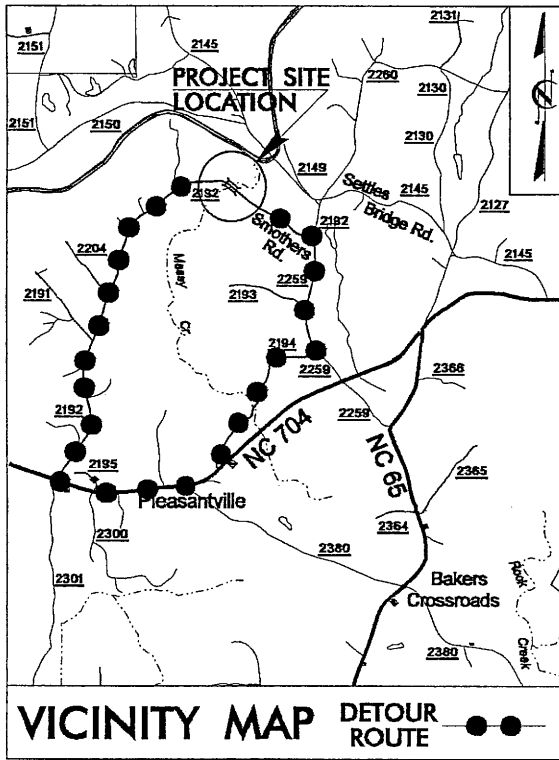 2131
2151
2145
2260
PROJECT SITE
LOCATION
2130
2151
2150
2130
2149
Settles
2145
Bridge Rd.
2127
2192
Smothers
Rd.
2192
2204
2259
2145
2191
2193
2194
2259
2366
2259
NC 704
NC 65
2192
2195
2365
Pleasantville
2364
2300
2380
2301
Bakers
Crossroads
Rock
Creek
2380
VICINITY MAP
DETOUR
ROUTE